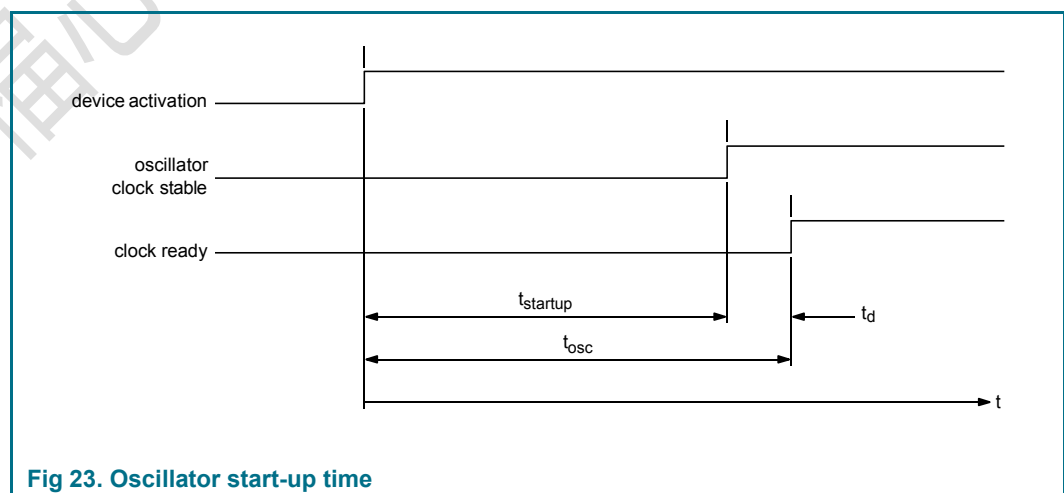 device activation
oscillator
clock stable
clock ready
tstartup
td
tosc
t
Fig 23. Oscillator start-up time